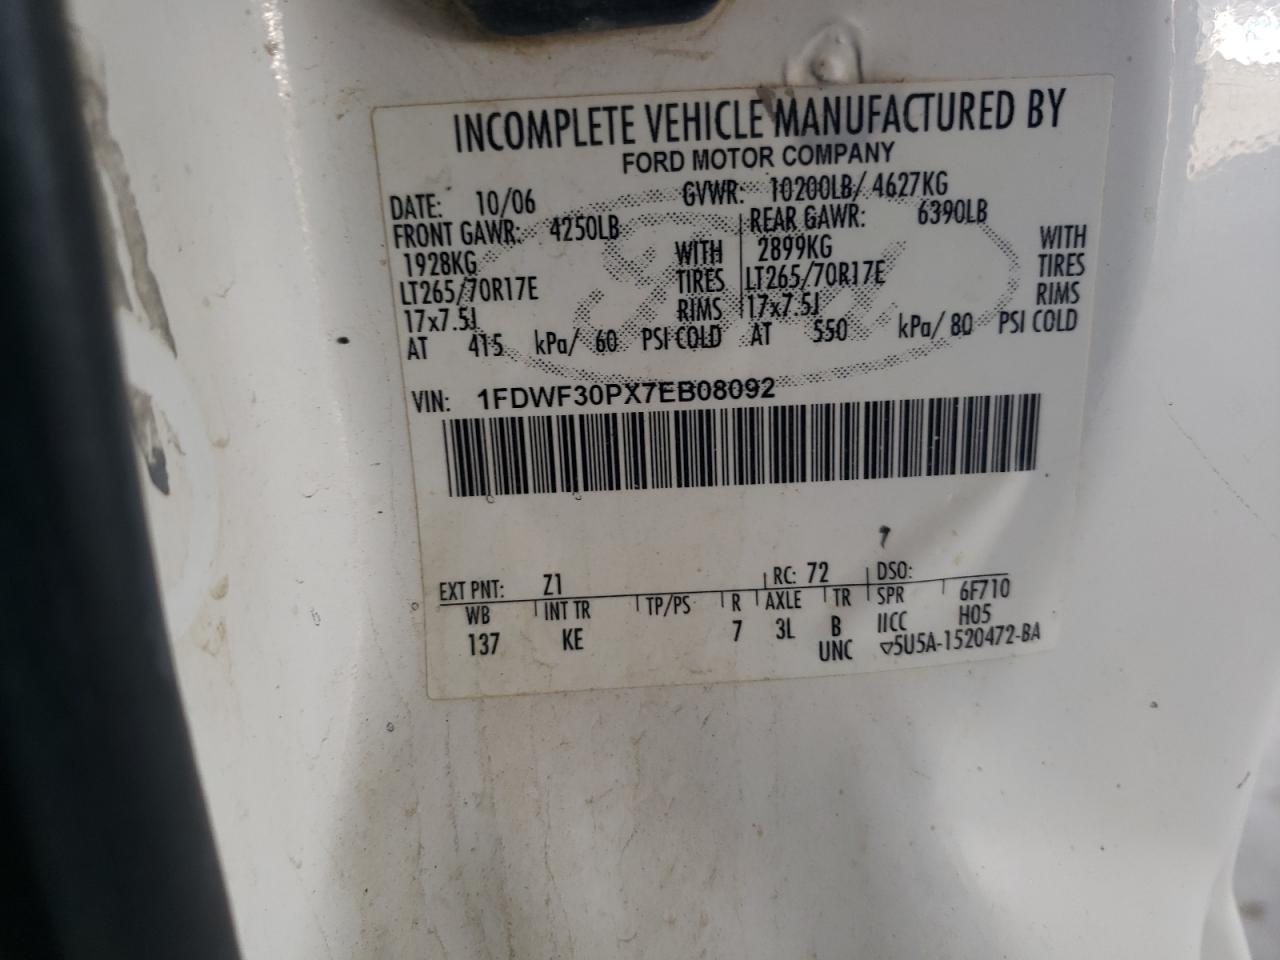 INCOMPLETE VEHICLE MANUFACTURED BY
FORD MOTOR COMPANY
DATE: 10/06 GVWR: 10200LB/ 4627KG
FRONT GAWR: 4250LB REAR GAWR: 6390LB
1928KG WITH 2899KG WITH
LT265/70R17E TIRES LT265/70R17E TIRES
17x7.5J RIMS 17x7.5J RIMS
AT 415 kPa/ 60 PSI COLD AT 550 kPa/ 80 PSI COLD
VIN: 1FDWF30PX7EB08092
EXT PNT: Z1 RC: 72 DSO:
WB INT TR TP/PS R AXLE TR SPR 6F710
137 KE 7 3L B IICC H05
UNC ▽5U5A-1520472-BA